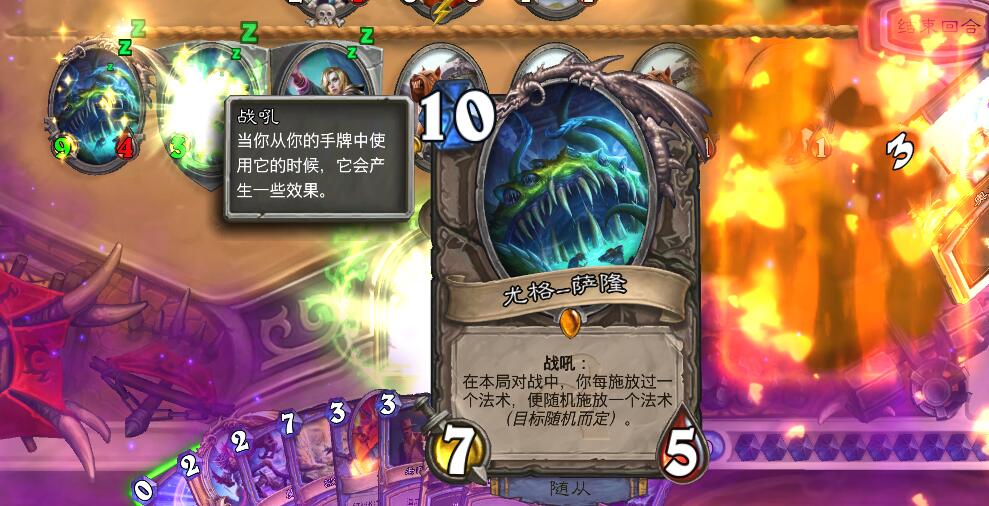 结束回合
z
z
z
z
z
z
战吼
当你从你的手牌中使
用它的时候，它会产
生一些效果。
10
9
4
3
1
3
尤格-萨隆
战吼：
在本局对战中，你每施放过一
个法术，便随机施放一个法术
（目标随机而定）。
7
5
随从
0
2
2
7
3
3